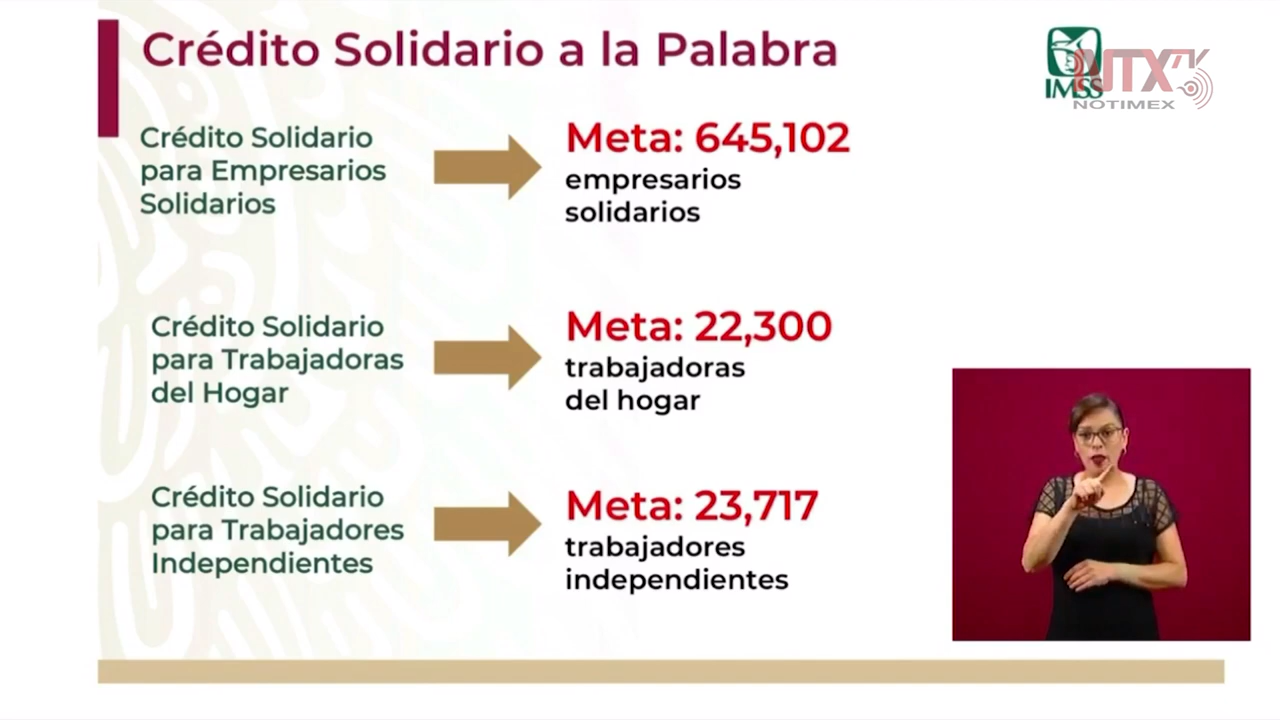 Crédito Solidario a la Palabra
IMSS
NTX TV
NOTIMEX
Crédito Solidario
para Empresarios
Solidarios
Meta: 645,102
empresarios
solidarios
Crédito Solidario
para Trabajadoras
del Hogar
Meta: 22,300
trabajadoras
del hogar
Crédito Solidario
para Trabajadores
Independientes
Meta: 23,717
trabajadores
independientes